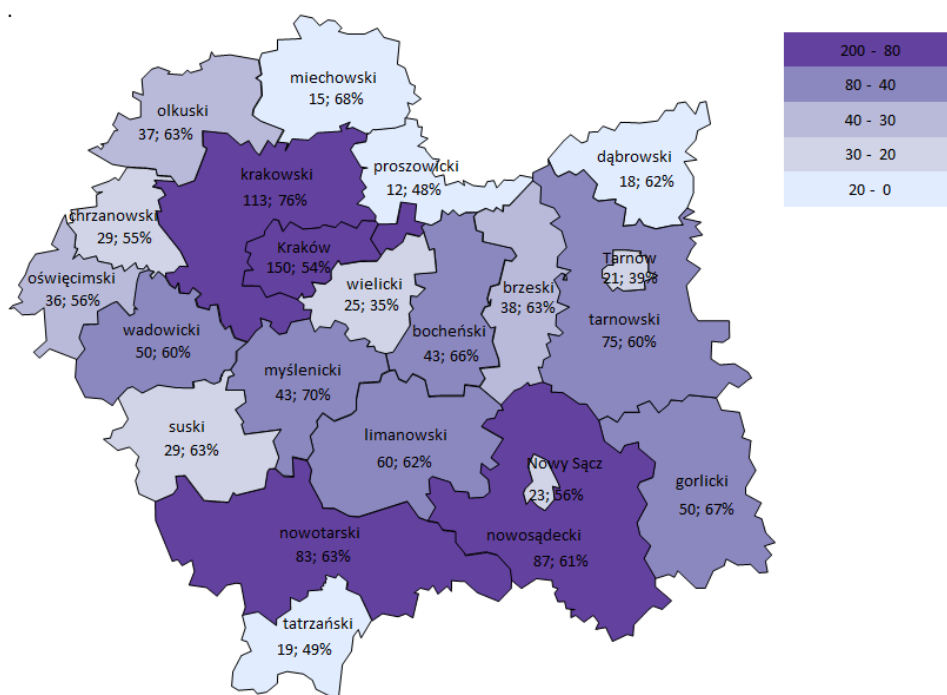 .
miechowski
15; 68%
olkuski
37; 63%
krakowski
113; 76%
proszowicki
12; 48%
dąbrowski
18; 62%
chrzanowski
29; 55%
Kraków
150; 54%
Tarnów
21; 39%
oświęcimski
36; 56%
wielicki
25; 35%
brzeski
38; 63%
tarnowski
75; 60%
wadowicki
50; 60%
bocheński
43; 66%
myślenicki
43; 70%
suski
29; 63%
limanowski
60; 62%
Nowy Sącz
23; 56%
gorlicki
50; 67%
nowotarski
83; 63%
nowosądecki
87; 61%
tatrzański
19; 49%
200 - 80
80 - 40
40 - 30
30 - 20
20 - 0